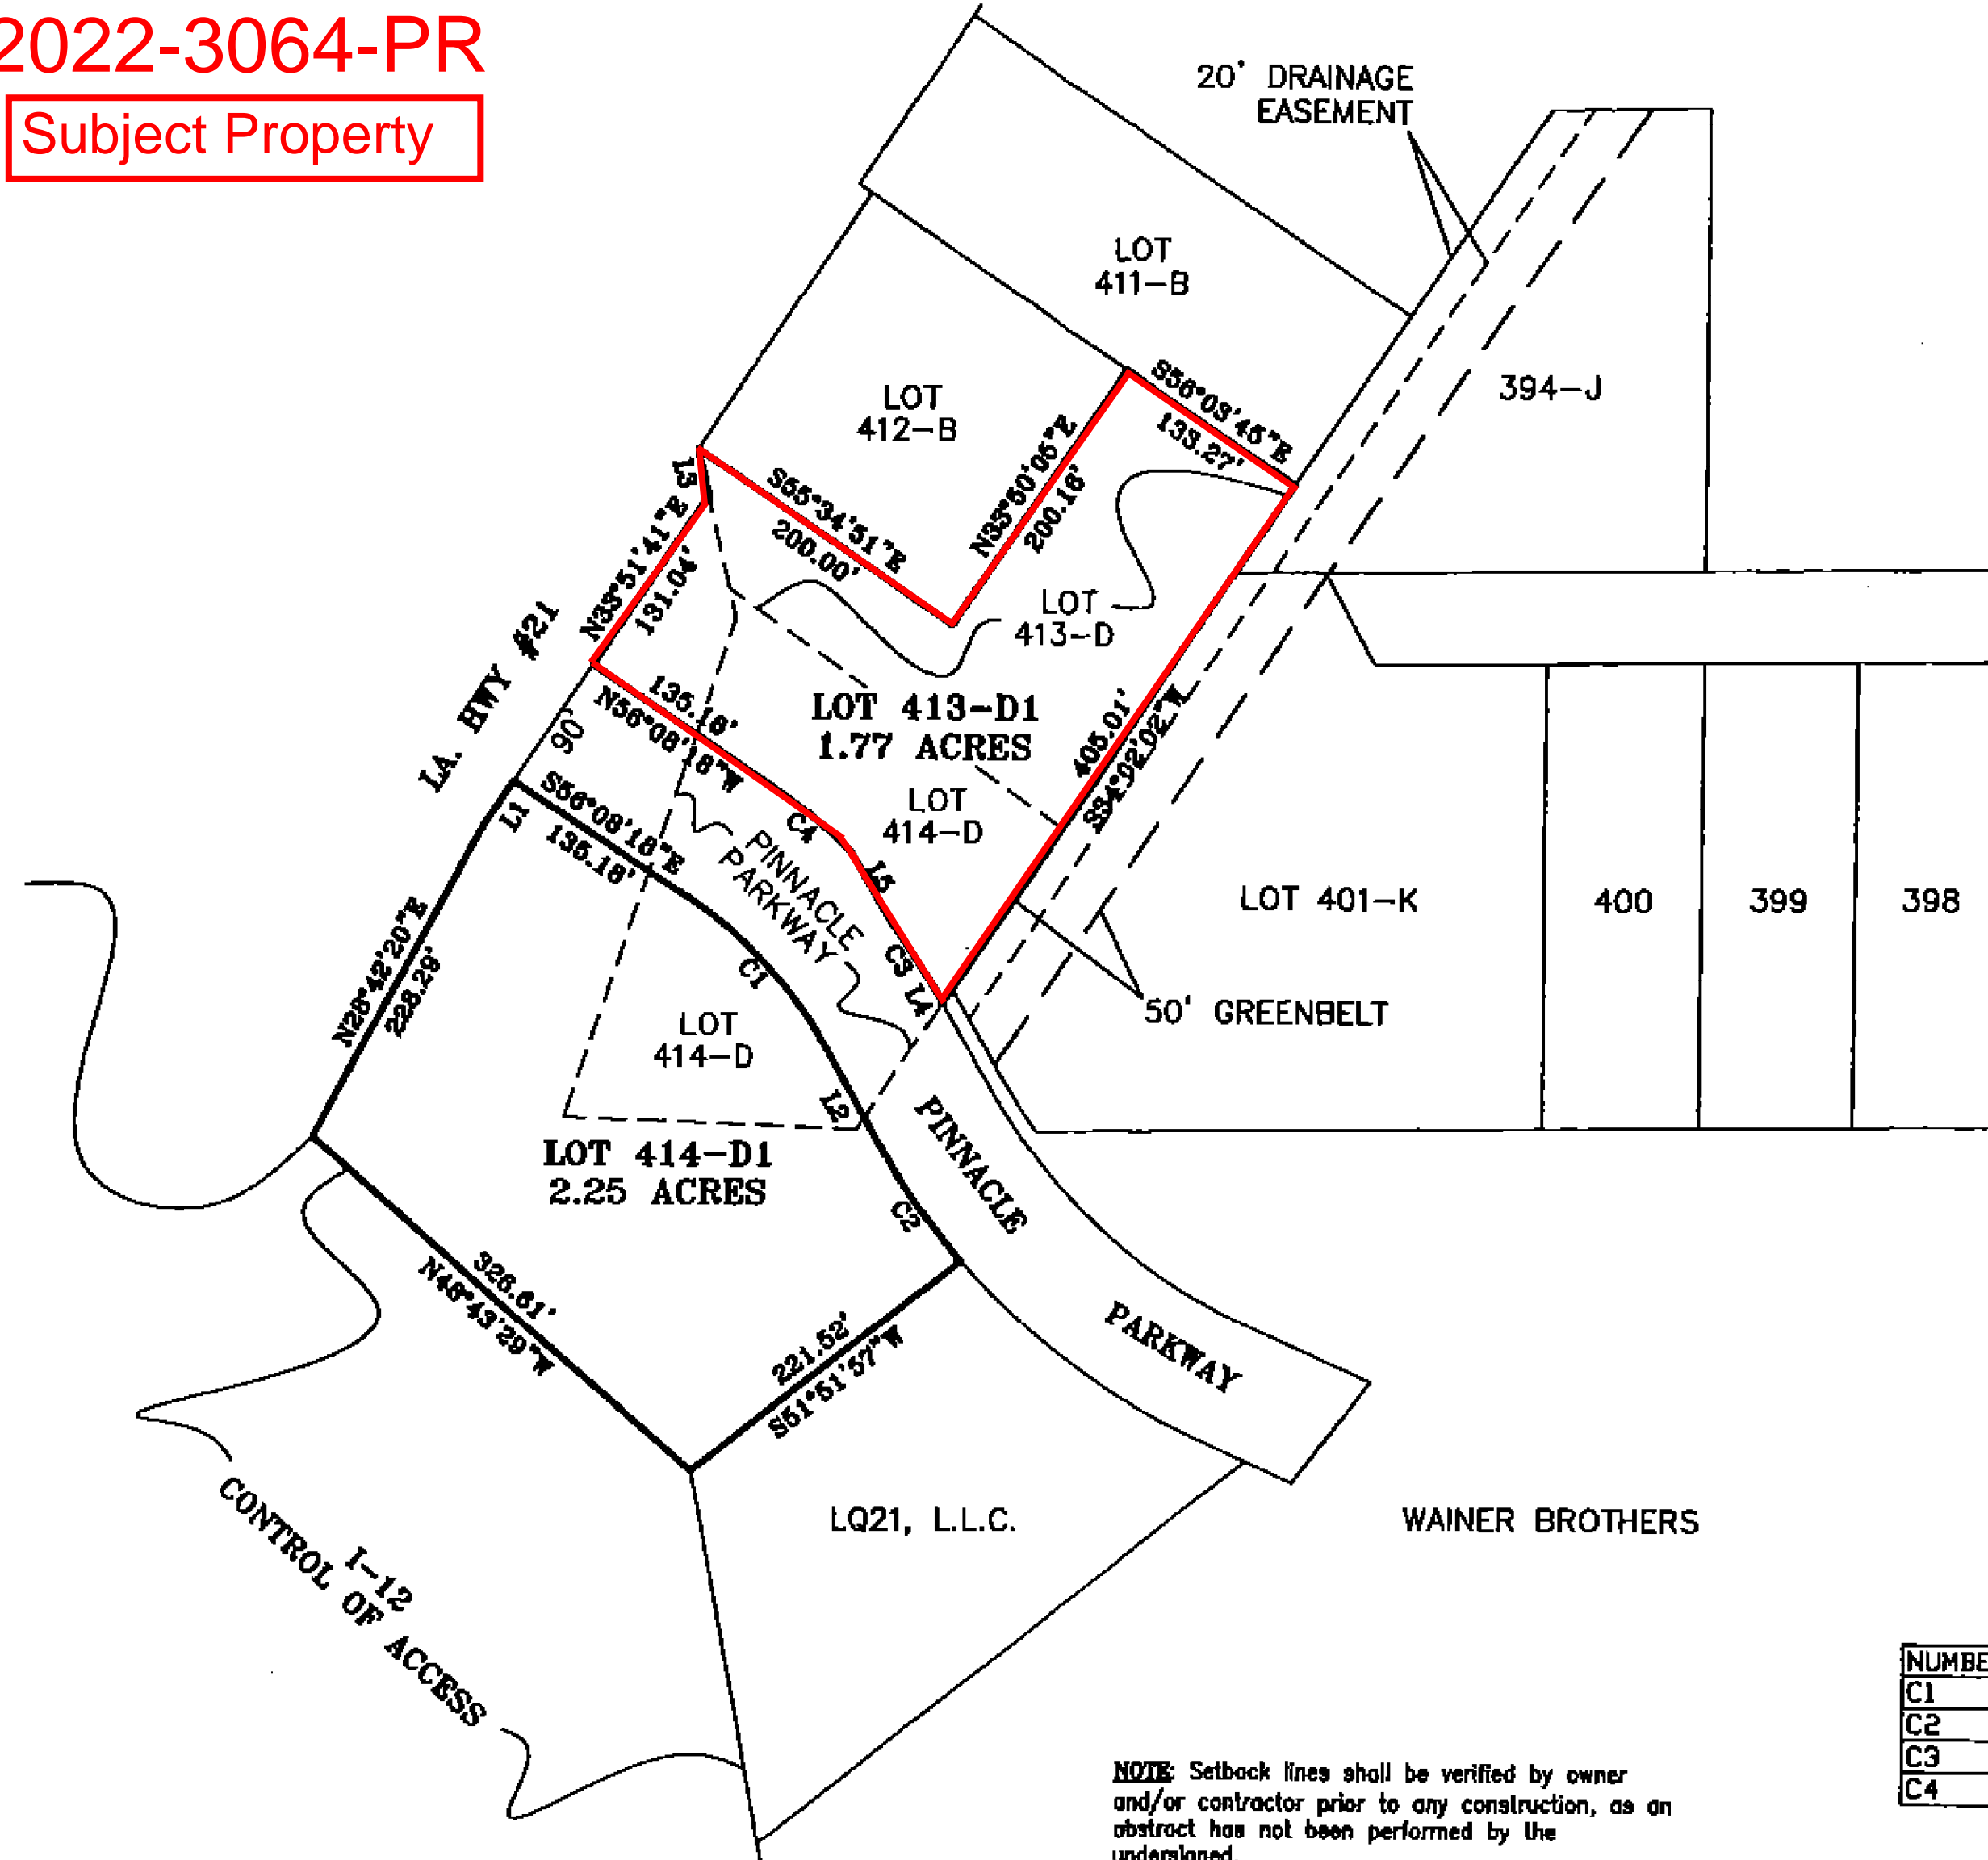 2022-3064-PR
Subject Property
20' DRAINAGE
EASEMENT
LOT
411-B
394-J
LOT
412-B
S56°03'45"E
133.27'
L3
S55°34'51"E
200.00'
N33°50'05"E
200.16'
N33°51'41"E
131.04'
LOT
413-D
LA. HWY #21
135.18'
N56°08'18"W
LOT 413-D1
1.77 ACRES
405.01'
S34°02'02"W
90°
L1
S56°08'18"E
135.18'
C4
LOT
414-D
L5
PINNACLE
PARKWAY
LOT 401-K
400
399
398
N28°42'20"E
228.29'
C1
C3
L4
50' GREENBELT
LOT
414-D
L2
PINNACLE
PARKWAY
LOT 414-D1
2.25 ACRES
C2
326.61'
N48°43'29"W
221.52'
S51°51'57"W
LQ21, L.L.C.
WAINER BROTHERS
I-12
CONTROL OF ACCESS
NUMBE
C1
C2
C3
C4
NOTE: Setback lines shall be verified by owner
and/or contractor prior to any construction, as an
abstract has not been performed by the
undersigned.